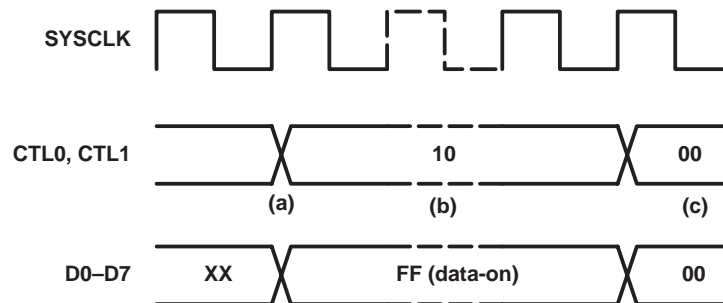 SYSCLK
CTL0, CTL1 10 00
(a) (b) (c)
D0–D7 XX FF (data-on) 00